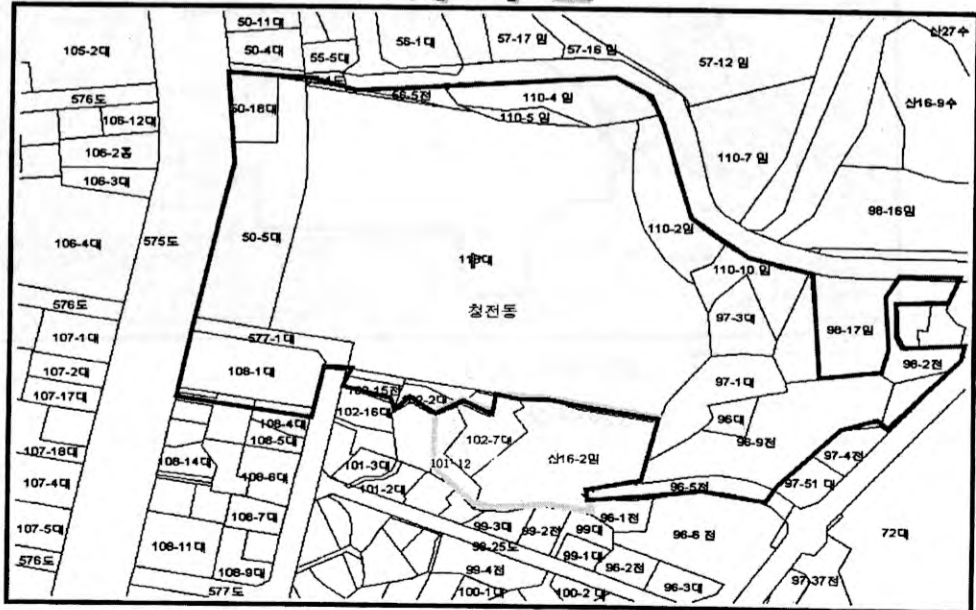 50-11대
105-2대
50-4대
55-5대
56-1대
57-17 임
57-16 임
산27수
57-12 임
576도
50-18대
56-5전
110-4 임
110-5 임
산16-9수
106-12대
106-2종
106-3대
110-7 임
98-16임
106-4대
575도
50-5대
110-2임
청전동
110-10 임
576도
97-3대
98-17임
107-1대
577-1대
107-2대
108-1대
97-1대
98-2전
107-17대
102-15전
102-2대
102-16대
96대
108-4대
98-9전
107-18대
108-5대
102-7대
산16-2임
97-4전
108-14대
101-3대
101-12
107-4대
108-6대
101-2대
96-5전
97-51 대
107-5대
108-7대
99-3대
99-2전
99대
96-1전
96-6 전
72대
108-11대
98-25도
99-1대
96-2전
576도
108-9대
99-4전
96-3대
97-37전
577도
100-1대
100-2 대